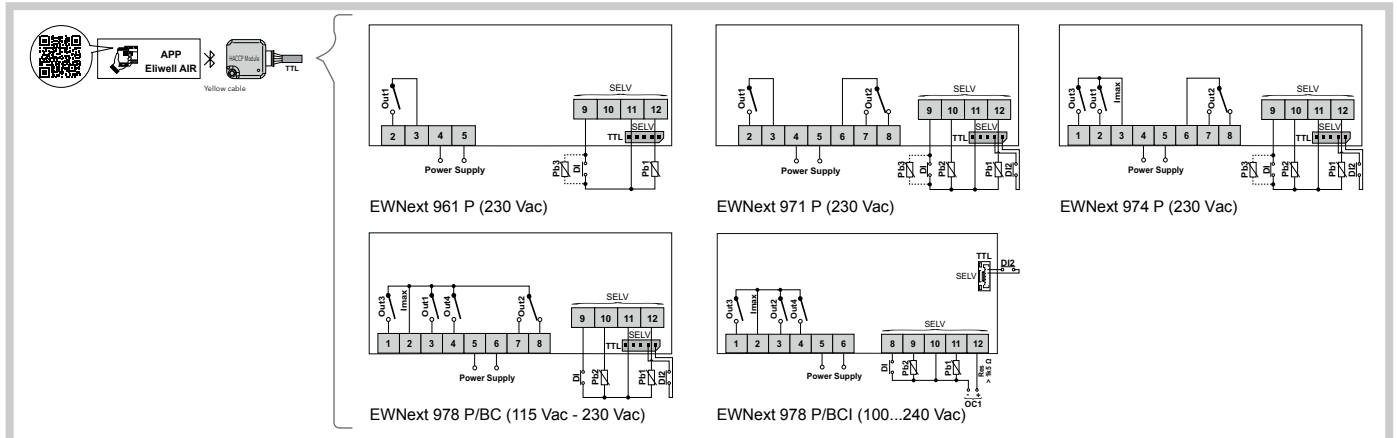 APP
Eliwell AIR
HACCP Module
TTL
Yellow cable
Out1
2 3 4 5
Power Supply
SELV
9 10 11 12
SELV
TTL
Pb3
DI
Pb1
EWNext 961 P (230 Vac)
Out1
Out2
2 3 4 5 6 7 8
Power Supply
SELV
9 10 11 12
SELV
TTL
Pb3
DI
Pb2
Pb1
DI2
EWNext 971 P (230 Vac)
Out3
Out1
Imax
Out2
1 2 3 4 5 6 7 8
Power Supply
SELV
9 10 11 12
SELV
TTL
Pb3
DI
Pb2
Pb1
DI2
EWNext 974 P (230 Vac)
Out3
Imax
Out1
Out4
Out2
1 2 3 4 5 6 7 8
Power Supply
SELV
9 10 11 12
SELV
TTL
DI
Pb2
Pb1
DI2
EWNext 978 P/BC (115 Vac - 230 Vac)
TTL
DI2
SELV
Out3
Imax
Out2
Out4
1 2 3 4 5 6
Power Supply
SELV
8 9 10 11 12
DI
Pb2
Pb1
Res
> 1k5 Ω
- +
OC1
EWNext 978 P/BCI (100...240 Vac)